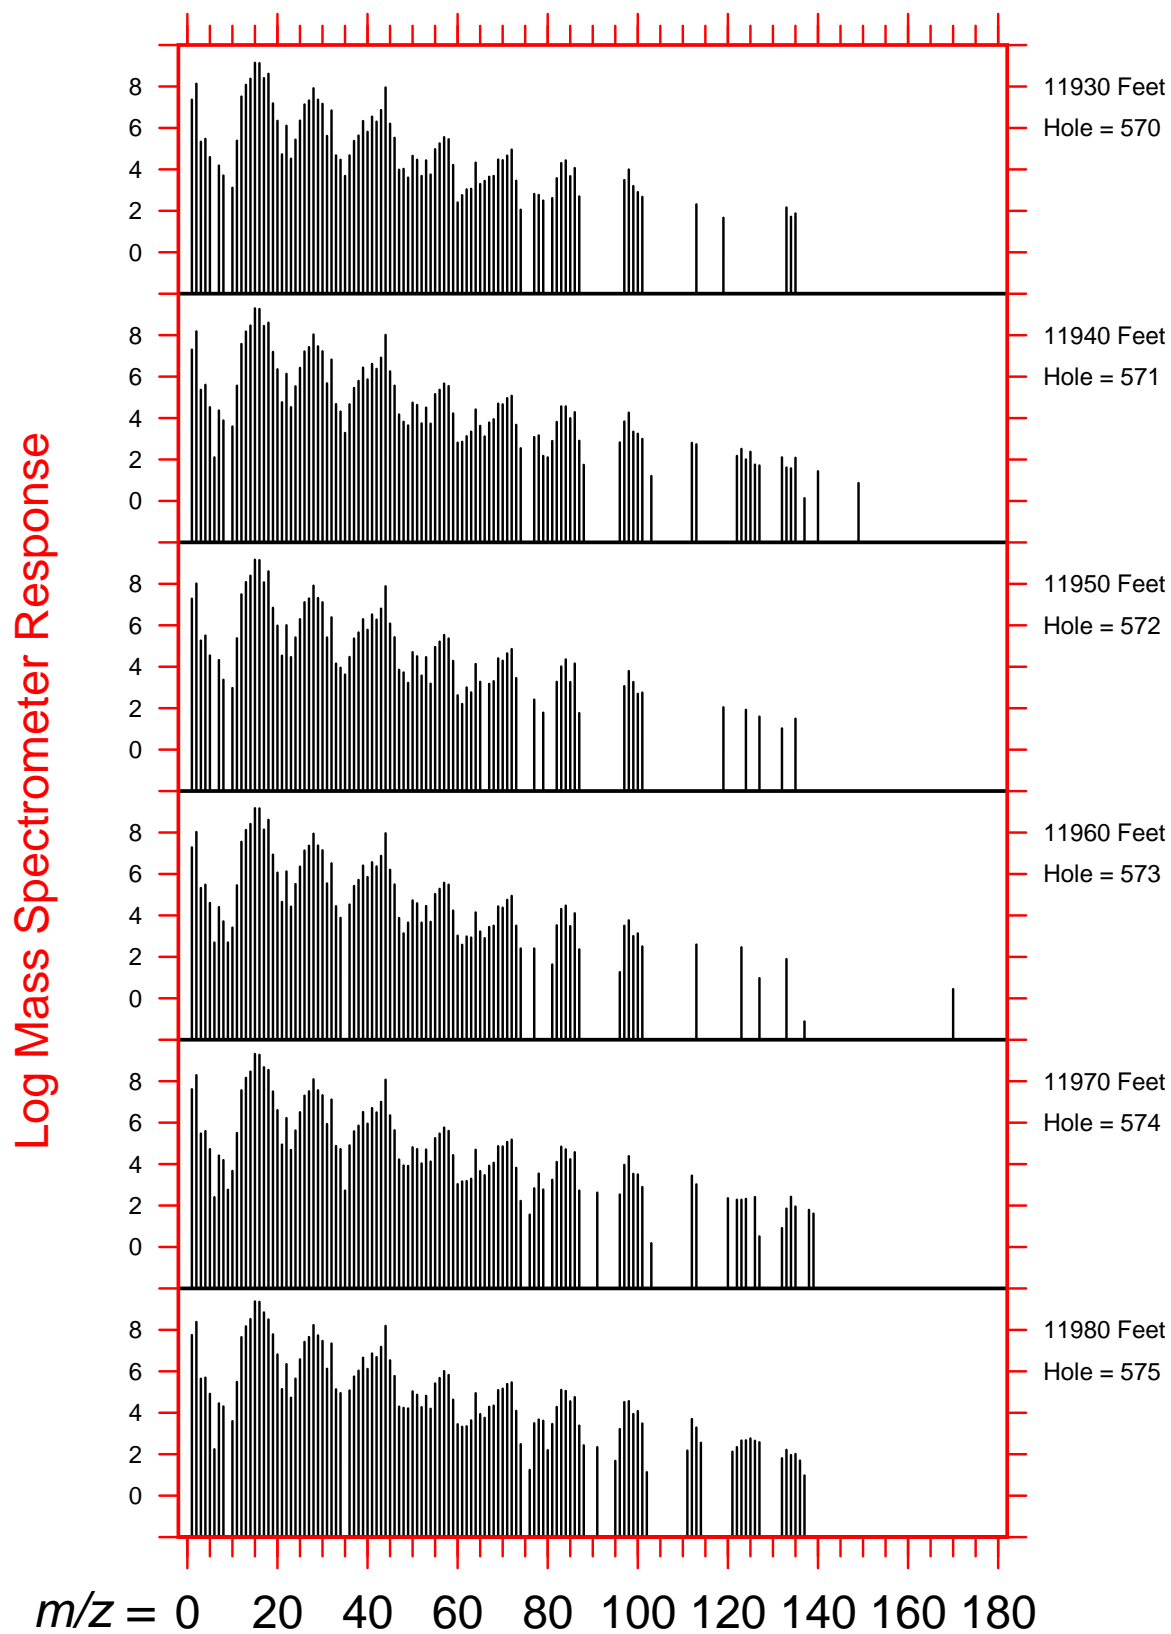 Log Mass Spectrometer Response
8
6
4
2
0
11930 Feet
Hole = 570
8
6
4
2
0
11940 Feet
Hole = 571
8
6
4
2
0
11950 Feet
Hole = 572
8
6
4
2
0
11960 Feet
Hole = 573
8
6
4
2
0
11970 Feet
Hole = 574
8
6
4
2
0
11980 Feet
Hole = 575
m/z = 0 20 40 60 80 100 120 140 160 180